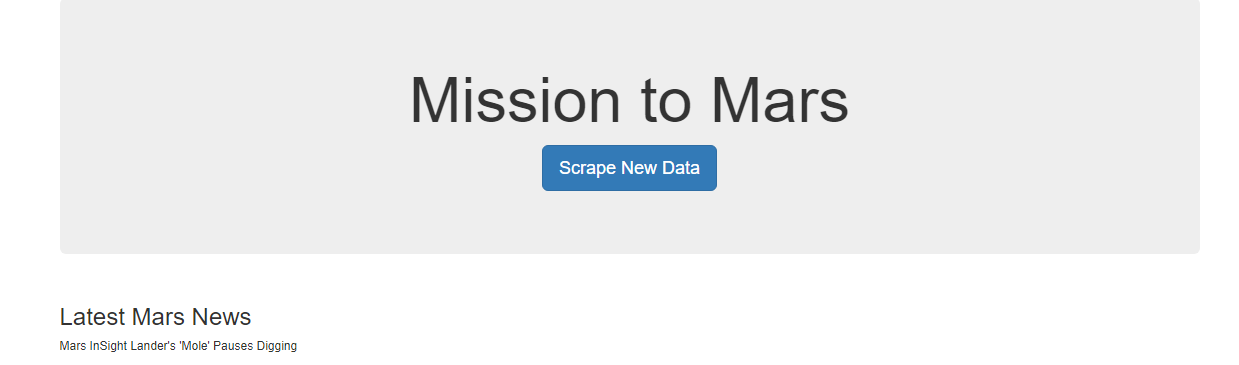 Mission to Mars
Scrape New Data
Latest Mars News
Mars InSight Lander's 'Mole' Pauses Digging